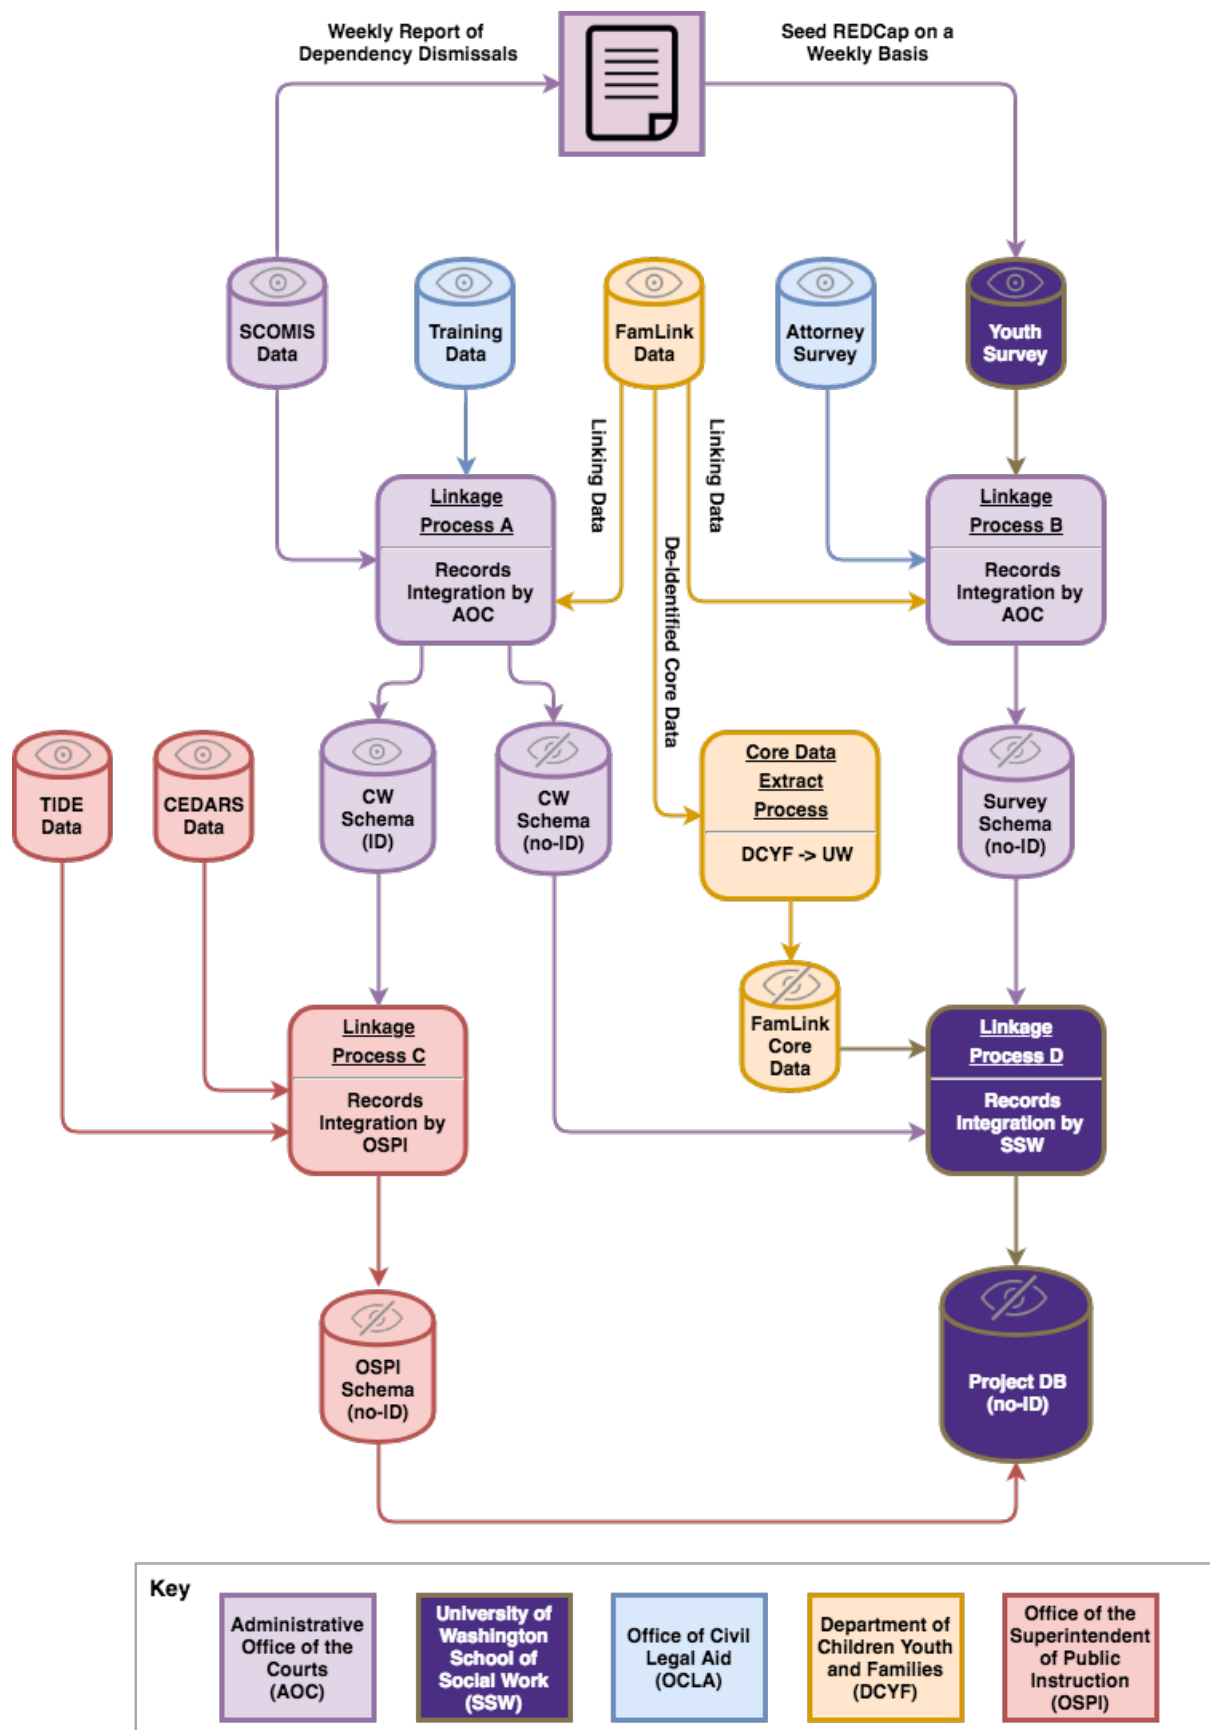 Weekly Report of
Dependency Dismissals
Seed REDCap on a
Weekly Basis
SCOMIS
Data
Training
Data
FamLink
Data
Attorney
Survey
Youth
Survey
Linking Data
Linking Data
De-Identified Core Data
Linkage
Process A
Records
Integration by
AOC
Linkage
Process B
Records
Integration by
AOC
TIDE
Data
CEDARS
Data
CW
Schema
(ID)
CW
Schema
(no-ID)
Core Data
Extract
Process
DCYF -> UW
Survey
Schema
(no-ID)
FamLink
Core
Data
Linkage
Process C
Records
Integration by
OSPI
Linkage
Process D
Records
Integration by
SSW
OSPI
Schema
(no-ID)
Project DB
(no-ID)
Key
Administrative
Office of the
Courts
(AOC)
University of
Washington
School of
Social Work
(SSW)
Office of Civil
Legal Aid
(OCLA)
Department of
Children Youth
and Families
(DCYF)
Office of the
Superintendent
of Public
Instruction
(OSPI)